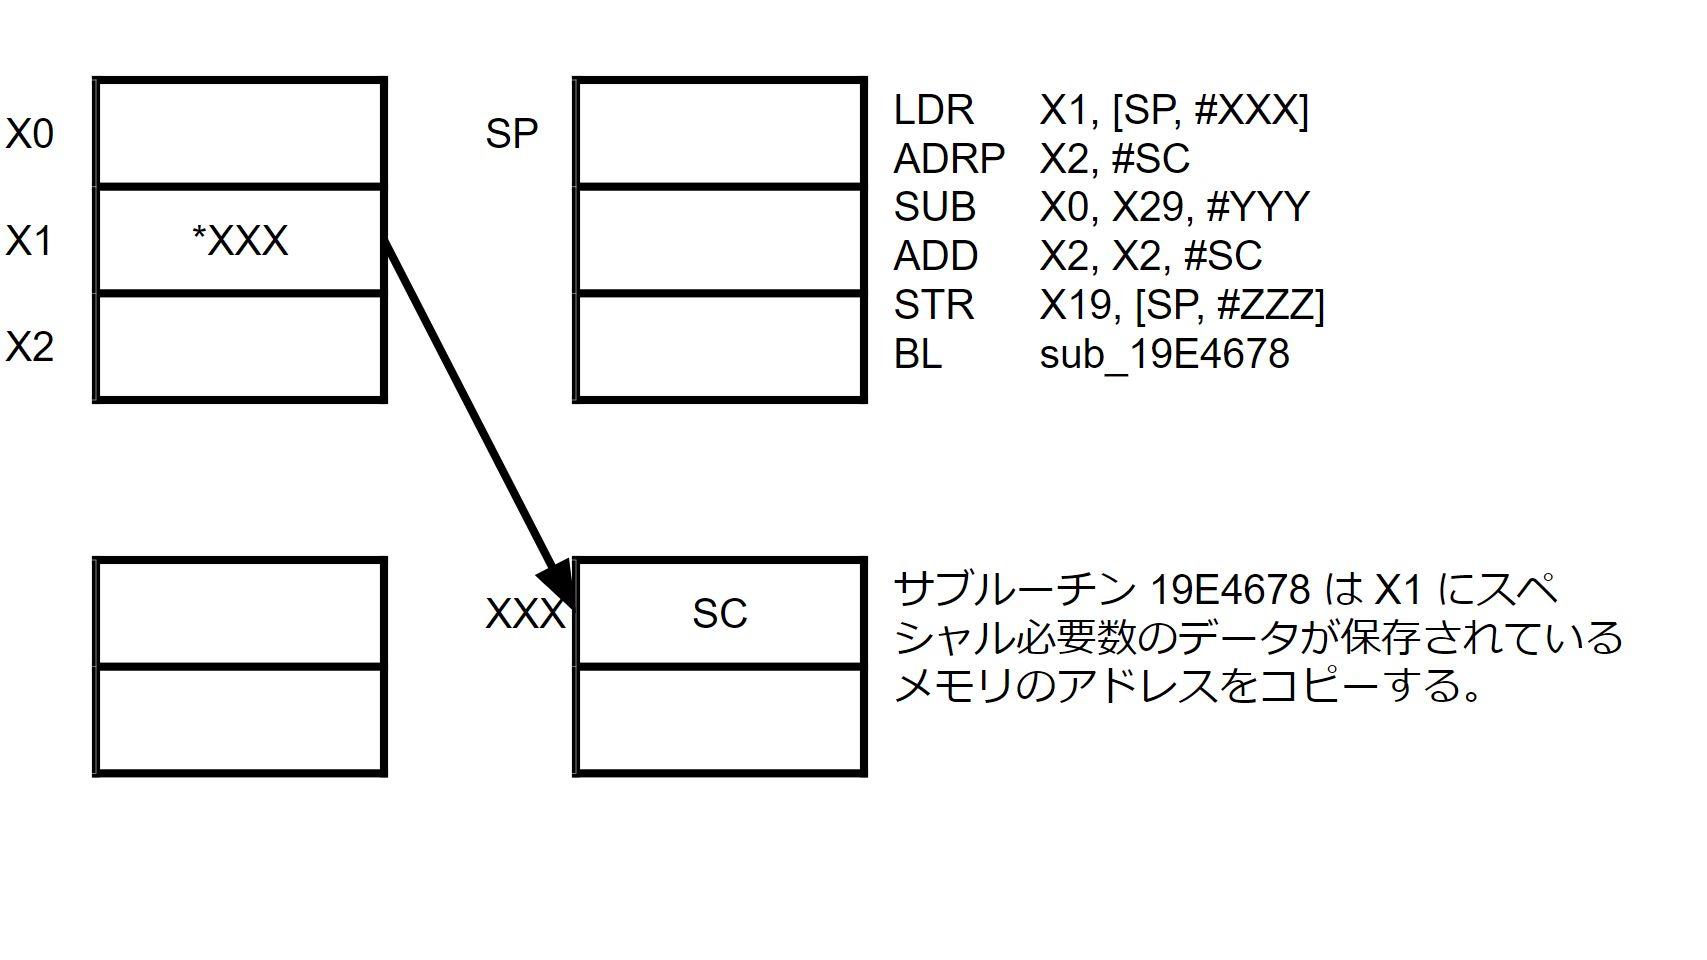 X0
X1
*XXX
X2
SP
LDR X1, [SP, #XXX]
ADRP X2, #SC
SUB X0, X29, #YYY
ADD X2, X2, #SC
STR X19, [SP, #ZZZ]
BL sub_19E4678
XXX
SC
サブルーチン 19E4678 は X1 にスペ
シャル必要数のデータが保存されている
メモリのアドレスをコピーする。